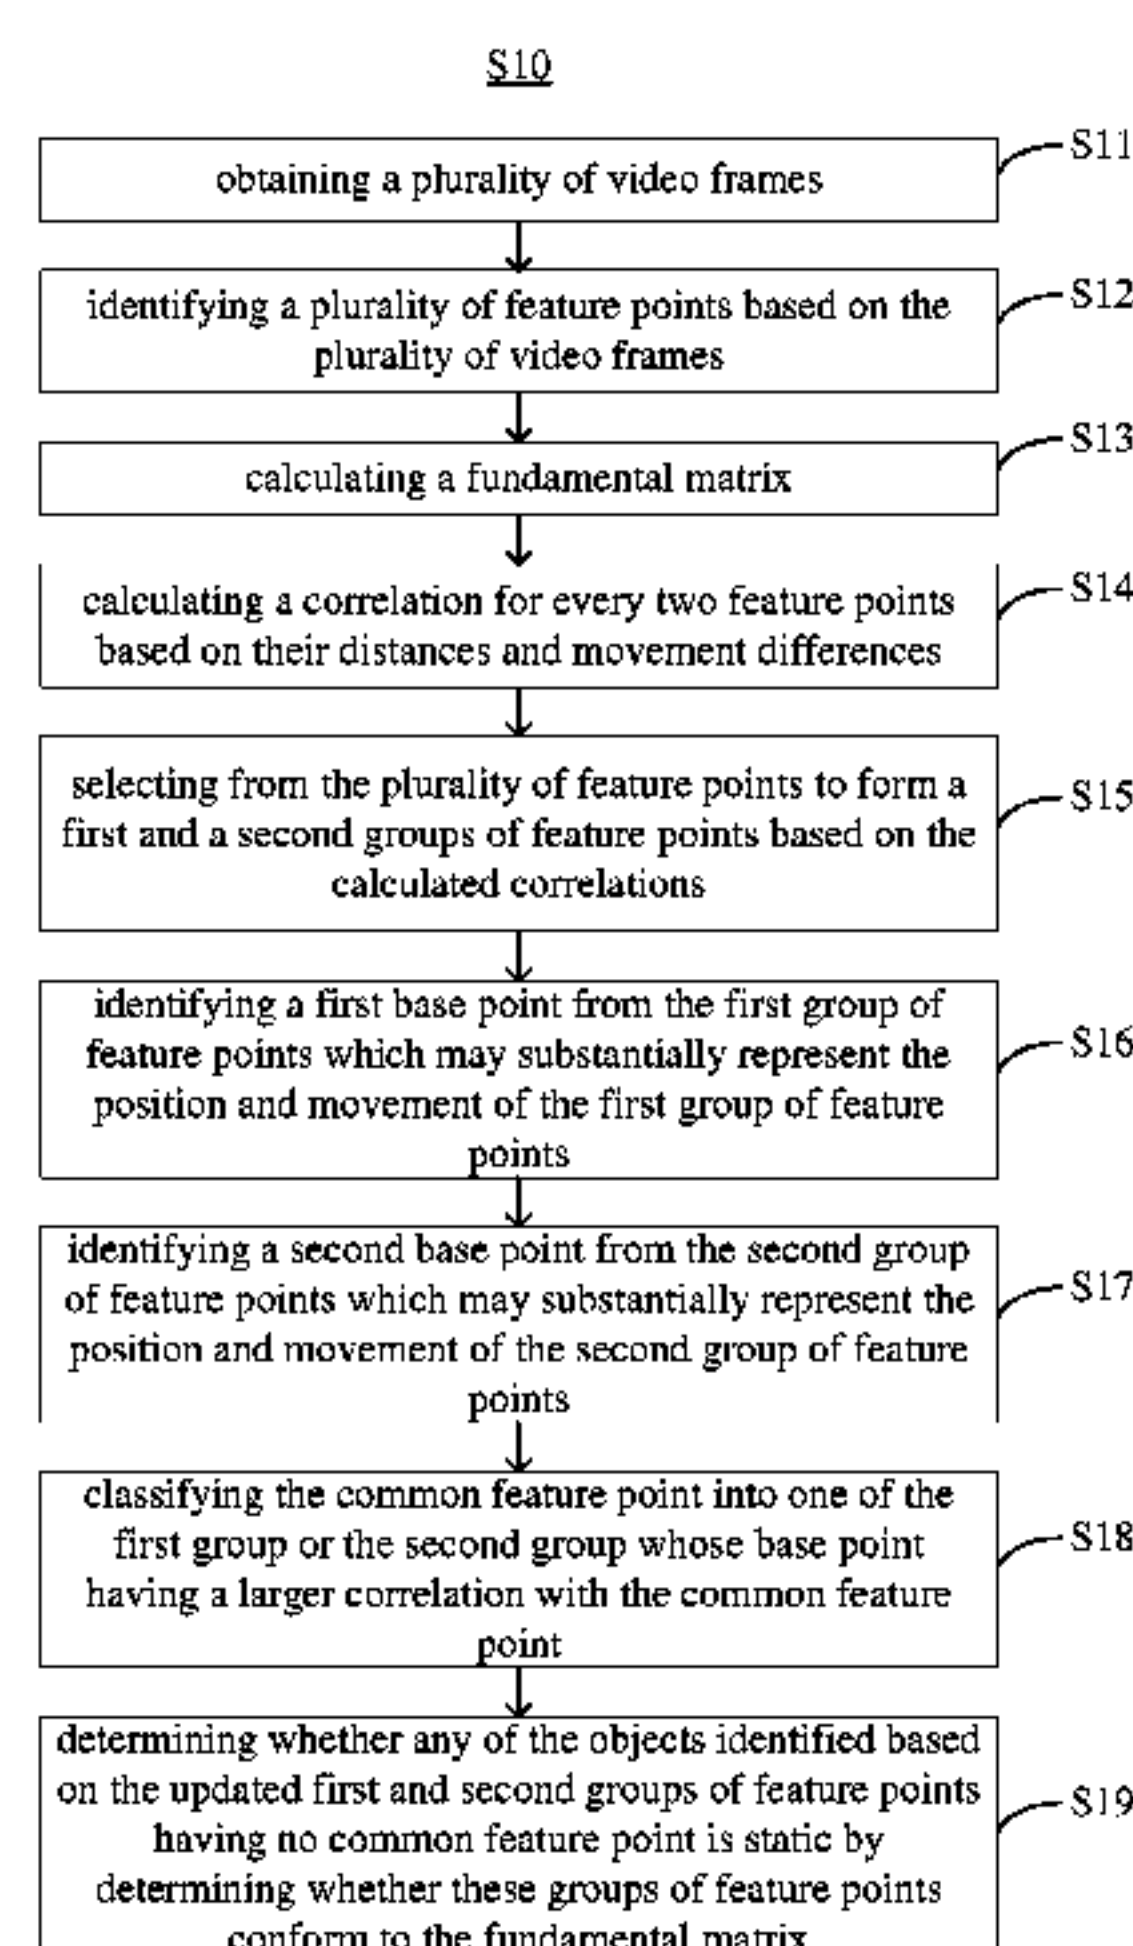 S10
S11
obtaining a plurality of video frames
S12
identifying a plurality of feature points based on the
plurality of video frames
S13
calculating a fundamental matrix
S14
calculating a correlation for every two feature points
based on their distances and movement differences
S15
selecting from the plurality of feature points to form a
first and a second groups of feature points based on the
calculated correlations
S16
identifying a first base point from the first group of
feature points which may substantially represent the
position and movement of the first group of feature
points
S17
identifying a second base point from the second group
of feature points which may substantially represent the
position and movement of the second group of feature
points
S18
classifying the common feature point into one of the
first group or the second group whose base point
having a larger correlation with the common feature
point
S19
determining whether any of the objects identified based
on the updated first and second groups of feature points
having no common feature point is static by
determining whether these groups of feature points
conform to the fundamental matrix